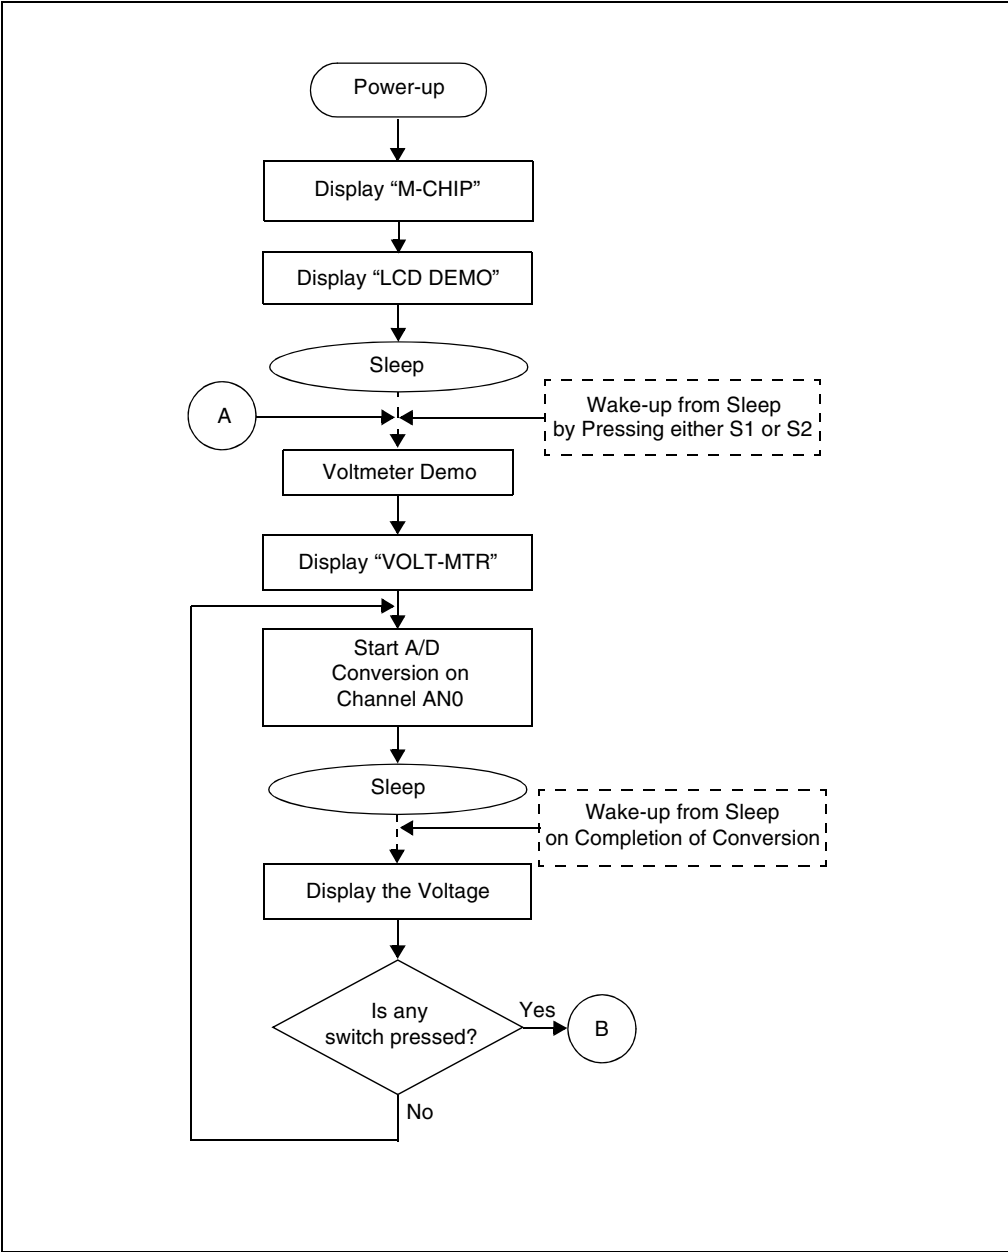 Power-up
Display “M-CHIP”
Display “LCD DEMO”
Sleep
A
Wake-up from Sleep
by Pressing either S1 or S2
Voltmeter Demo
Display “VOLT-MTR”
Start A/D
Conversion on
Channel AN0
Sleep
Wake-up from Sleep
on Completion of Conversion
Display the Voltage
Is any
switch pressed?
Yes
B
No